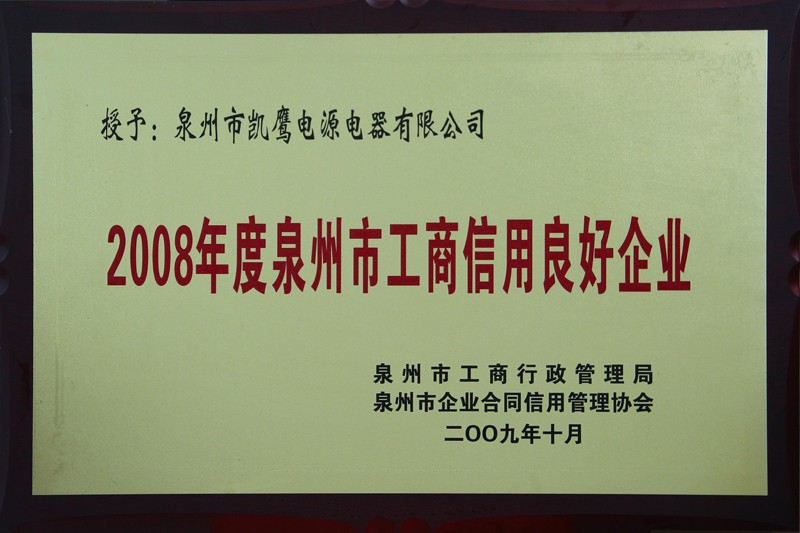 授予：泉州市凯鹰电源电器有限公司
2008年度泉州市工商信用良好企业
泉州市工商行政管理局
泉州市企业合同信用管理协会
二〇〇九年十月